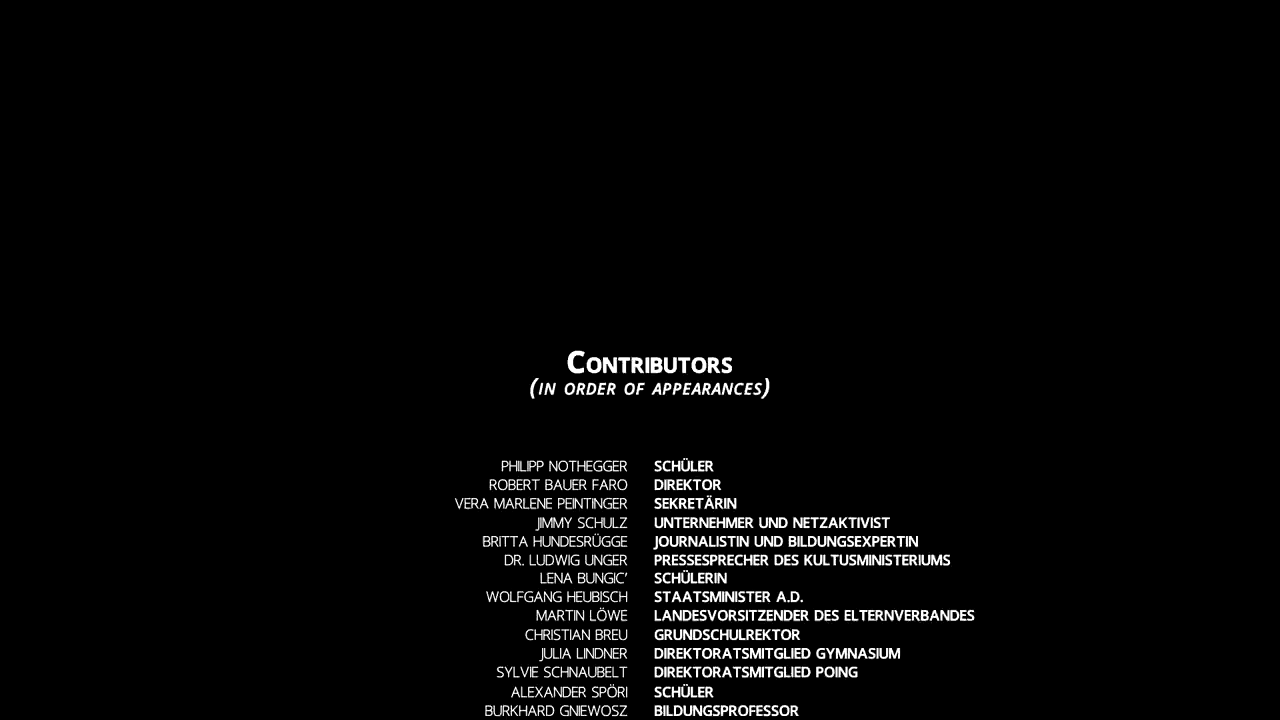 Contributors
(in order of appearances)
PHILIPP NOTHEGGER SCHÜLER
ROBERT BAUER FARO DIREKTOR
VERA MARLENE PEINTINGER SEKRETÄRIN
JIMMY SCHULZ UNTERNEHMER UND NETZAKTIVIST
BRITTA HUNDESRÜGGE JOURNALISTIN UND BILDUNGSEXPERTIN
DR. LUDWIG UNGER PRESSESPRECHER DES KULTUSMINISTERIUMS
LENA BUNGIC' SCHÜLERIN
WOLFGANG HEUBISCH STAATSMINISTER A.D.
MARTIN LÖWE LANDESVORSITZENDER DES ELTERNVERBANDES
CHRISTIAN BREU GRUNDSCHULREKTOR
JULIA LINDNER DIREKTORATSMITGLIED GYMNASIUM
SYLVIE SCHNAUBELT DIREKTORATSMITGLIED POING
ALEXANDER SPÖRI SCHÜLER
BURKHARD GNIEWOSZ BILDUNGSPROFESSOR